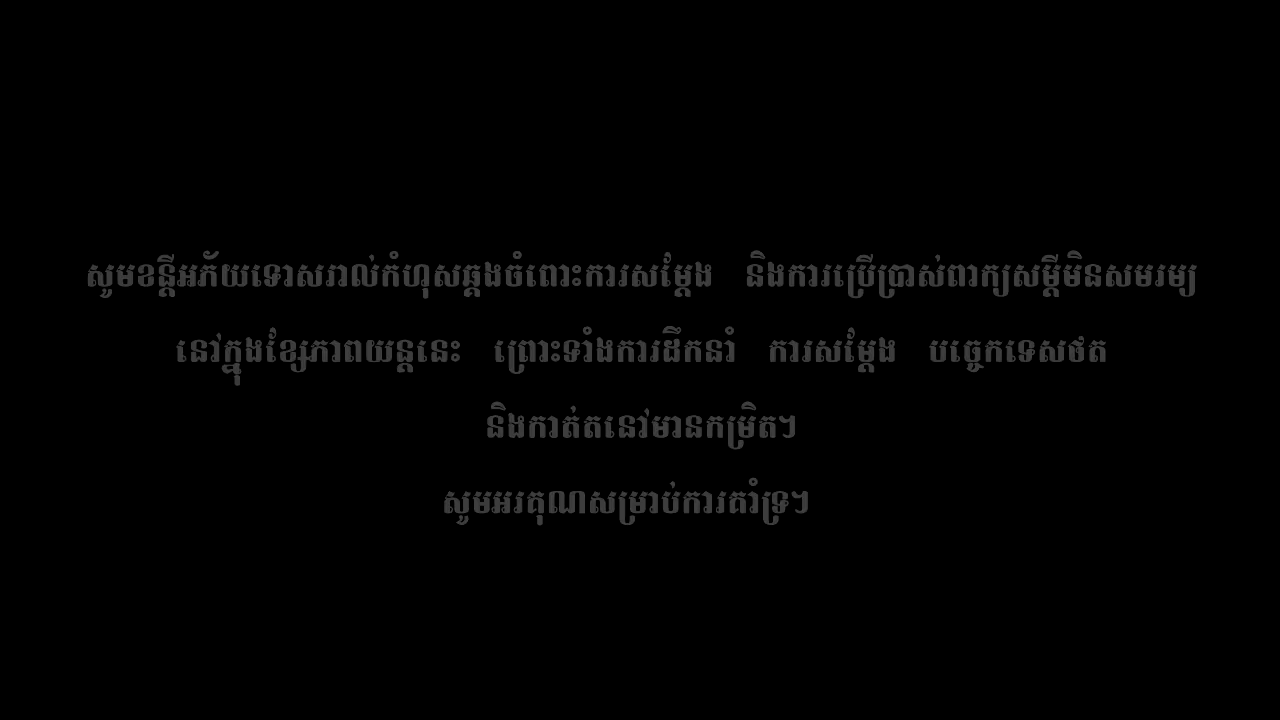 សូមខន្តីអភ័យទោសរាល់កំហុសឆ្គងចំពោះការសម្តែង និងការប្រើប្រាស់ពាក្យសម្តីមិនសមរម្យ
នៅក្នុងខ្សែភាពយន្តនេះ ព្រោះទាំងការដឹកនាំ ការសម្តែង បច្ចេកទេសថត
និងកាត់តនៅមានកម្រិត។
សូមអរគុណសម្រាប់ការគាំទ្រ។